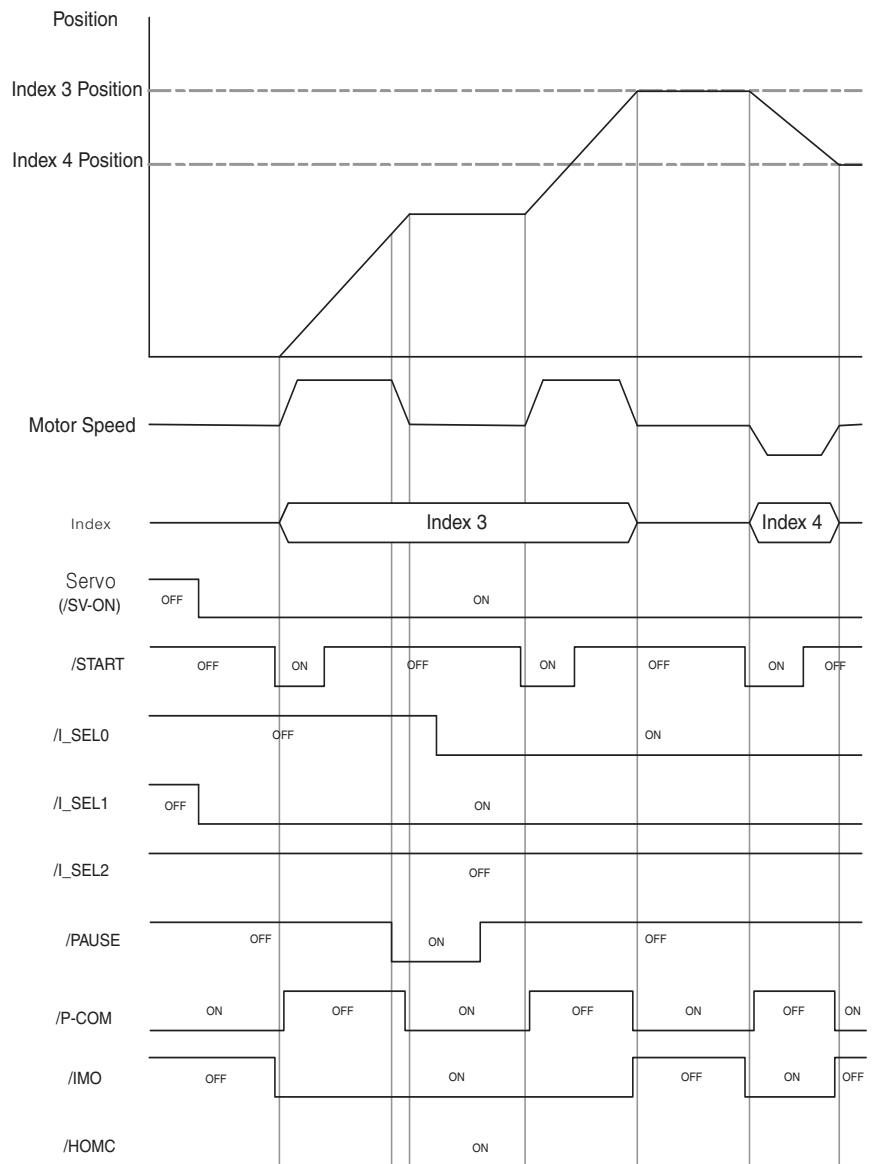 Position
Index 3 Position
Index 4 Position
Motor Speed
Index
Index 3
Index 4
Servo
(/SV-ON)
OFF
ON
/START
OFF
ON
OFF
ON
OFF
ON
OFF
/I_SEL0
OFF
ON
/I_SEL1
OFF
ON
/I_SEL2
OFF
/PAUSE
OFF
ON
OFF
/P-COM
ON
OFF
ON
OFF
ON
OFF
ON
/IMO
OFF
ON
OFF
ON
OFF
/HOMC
ON